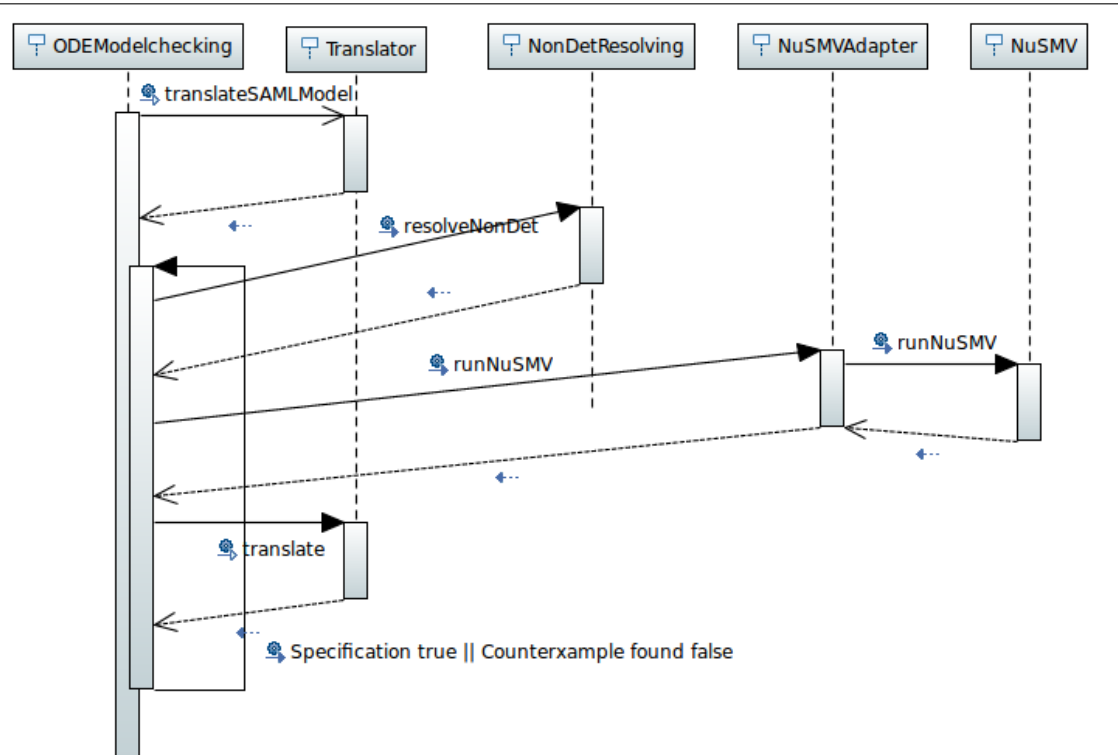 ODEModelchecking
Translator
NonDetResolving
NuSMVAdapter
NuSMV
translateSAMLModel
resolveNonDet
runNuSMV
runNuSMV
translate
Specification true || Counterxample found false